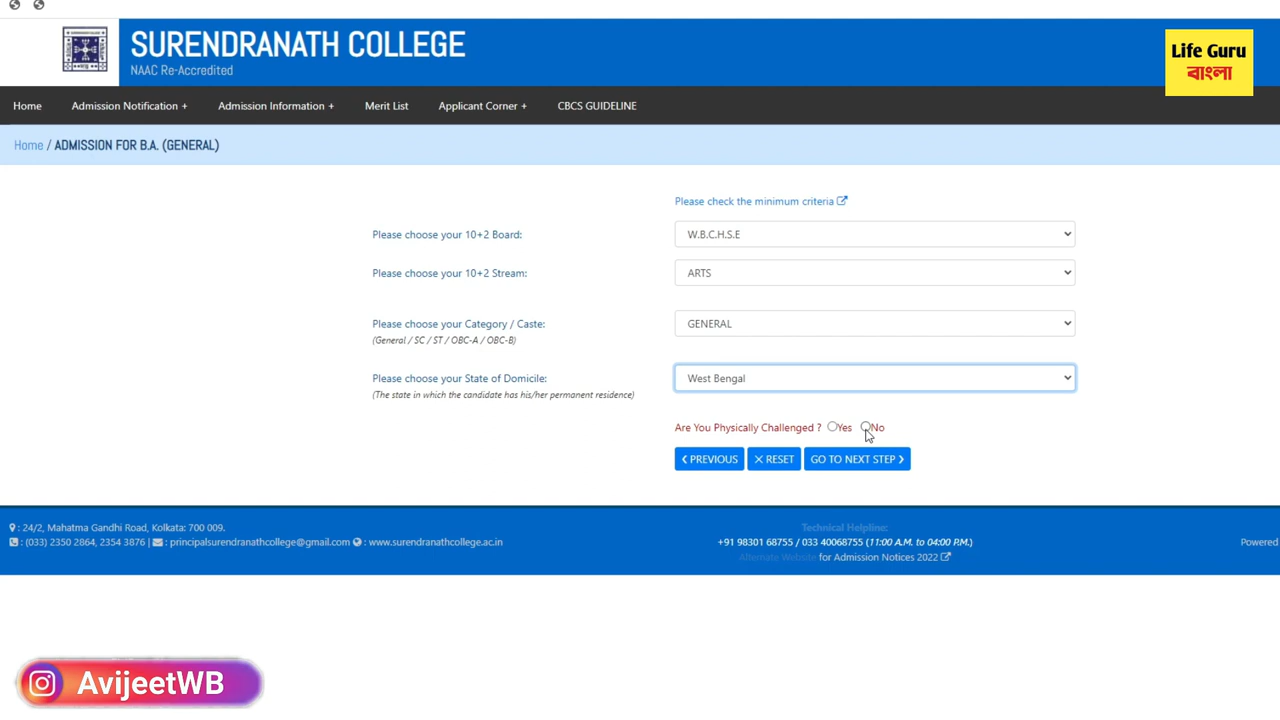 SURENDRANATH COLLEGE
NAAC Re-Accredited
Life Guru
বাংলা
Home Admission Notification + Admission Information + Merit List Applicant Corner + CBCS GUIDELINE
Home / ADMISSION FOR B.A. (GENERAL)
Please check the minimum criteria
Please choose your 10+2 Board: W.B.C.H.S.E
Please choose your 10+2 Stream: ARTS
Please choose your Category / Caste: GENERAL
(General / SC / ST / OBC-A / OBC-B)
Please choose your State of Domicile: West Bengal
(The state in which the candidate has his/her permanent residence)
Are You Physically Challenged ? Yes No
PREVIOUS RESET GO TO NEXT STEP
: 24/2, Mahatma Gandhi Road, Kolkata: 700 009.
: (033) 2350 2864, 2354 3876 | : principalsurendranathcollege@gmail.com : www.surendranathcollege.ac.in
Technical Helpline:
+91 98301 68755 / 033 40068755 (11:00 A.M. to 04:00 P.M.)
Alternate Website for Admission Notices 2022
Powered
AvijeetWB